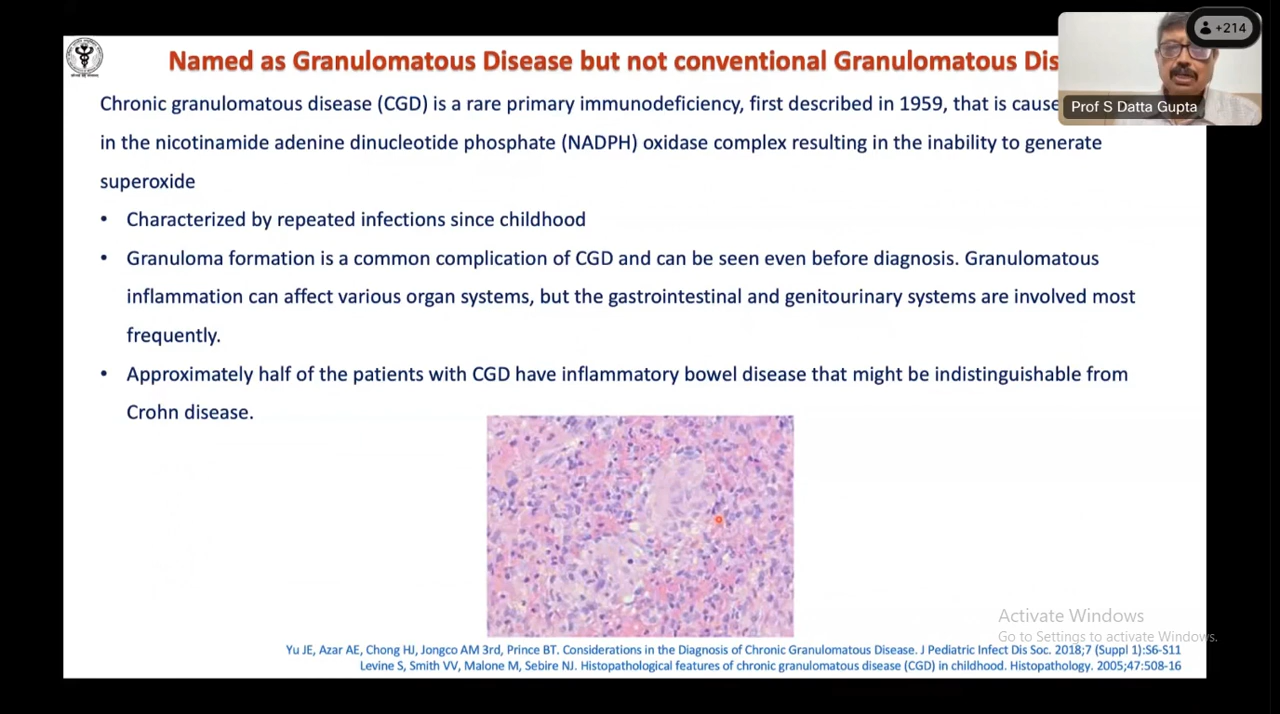 +214
Prof S Datta Gupta
Named as Granulomatous Disease but not conventional Granulomatous Dis
Chronic granulomatous disease (CGD) is a rare primary immunodeficiency, first described in 1959, that is cause
in the nicotinamide adenine dinucleotide phosphate (NADPH) oxidase complex resulting in the inability to generate
superoxide
• Characterized by repeated infections since childhood
• Granuloma formation is a common complication of CGD and can be seen even before diagnosis. Granulomatous
inflammation can affect various organ systems, but the gastrointestinal and genitourinary systems are involved most
frequently.
• Approximately half of the patients with CGD have inflammatory bowel disease that might be indistinguishable from
Crohn disease.
Activate Windows
Go to Settings to activate Windows.
Yu JE, Azar AE, Chong HJ, Jongco AM 3rd, Prince BT. Considerations in the Diagnosis of Chronic Granulomatous Disease. J Pediatric Infect Dis Soc. 2018;7 (Suppl 1):S6-S11
Levine S, Smith VV, Malone M, Sebire NJ. Histopathological features of chronic granulomatous disease (CGD) in childhood. Histopathology. 2005;47:508-16